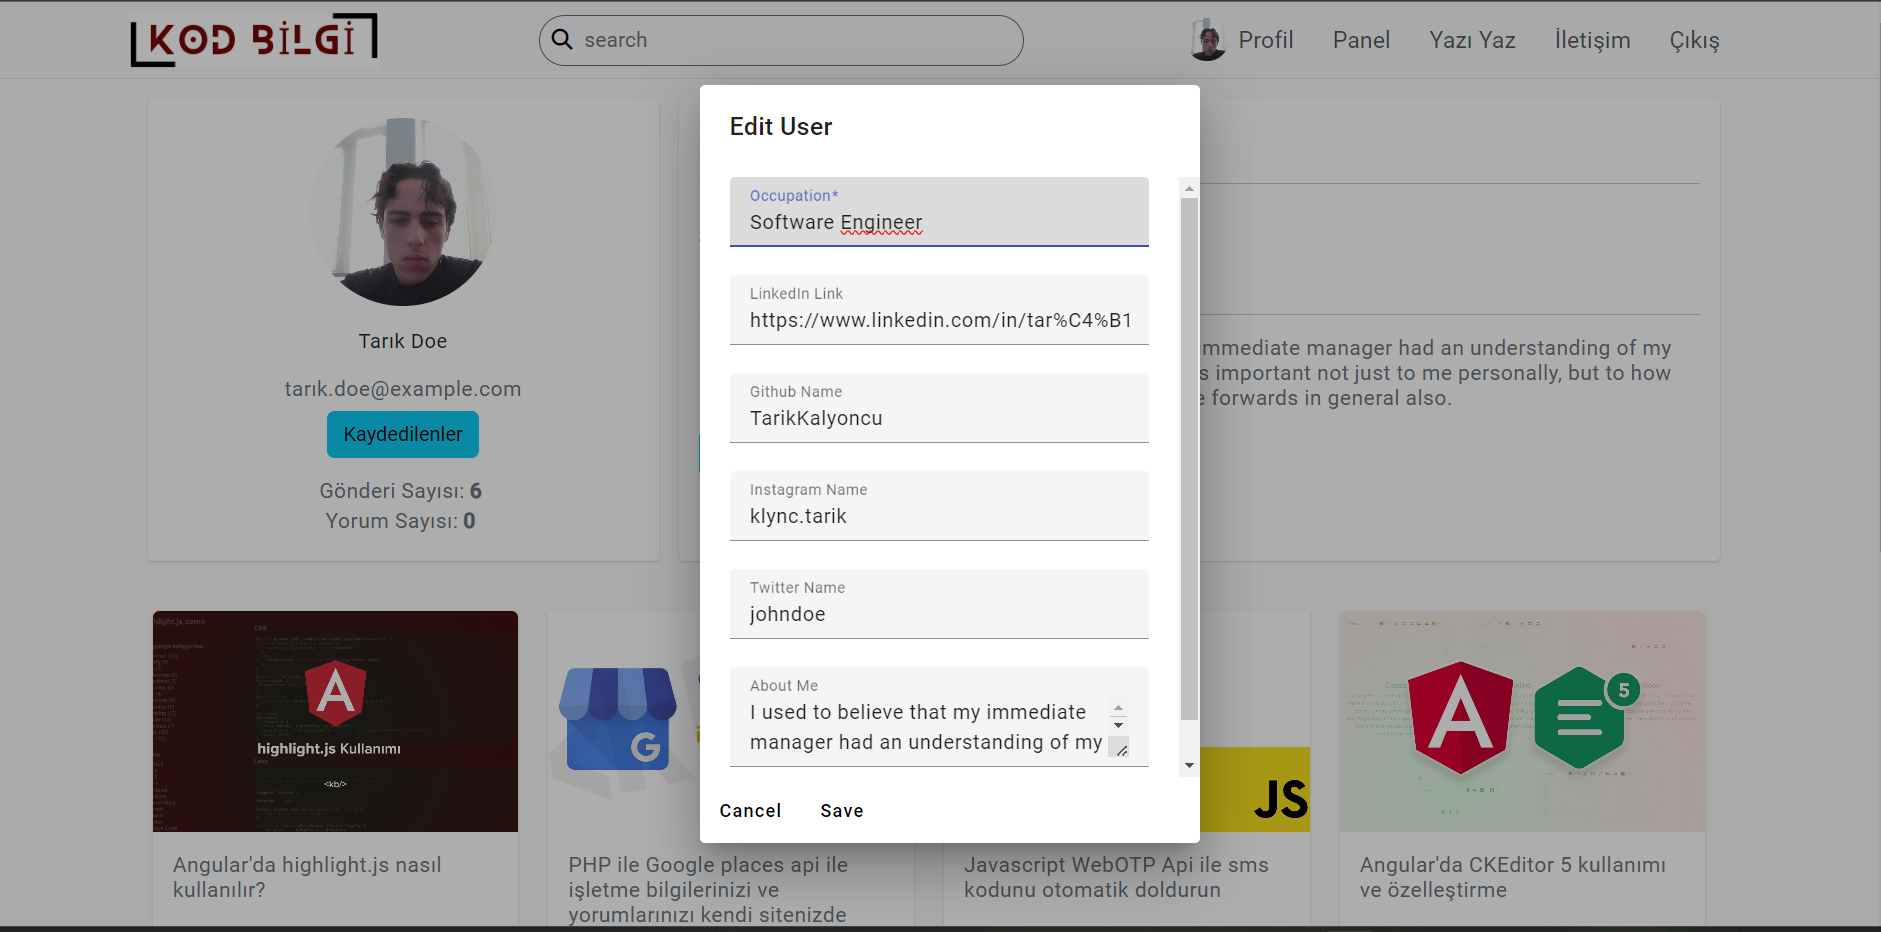 KOD BİLGİ
search
Profil
Panel
Yazı Yaz
İletişim
Çıkış
Tarık Doe
tarık.doe@example.com
Kaydedilenler
Gönderi Sayısı: 6
Yorum Sayısı: 0
Edit User
Occupation*
Software Engineer
LinkedIn Link
https://www.linkedin.com/in/tar%C4%B1
Github Name
TarikKalyoncu
Instagram Name
klync.tarik
Twitter Name
johndoe
About Me
I used to believe that my immediate
manager had an understanding of my
Cancel
Save
mmediate manager had an understanding of my
s important not just to me personally, but to how
forwards in general also.
hlight.js demo
css
A
highlight.js Kullanımı
<kb/>
Angular'da highlight.js nasıl
kullanılır?
G
PHP ile Google places api ile
işletme bilgilerinizi ve
yorumlarınızı kendi sitenizde
JS
Javascript WebOTP Api ile sms
kodunu otomatik doldurun
A
5
Angular'da CKEditor 5 kullanımı
ve özelleştirme